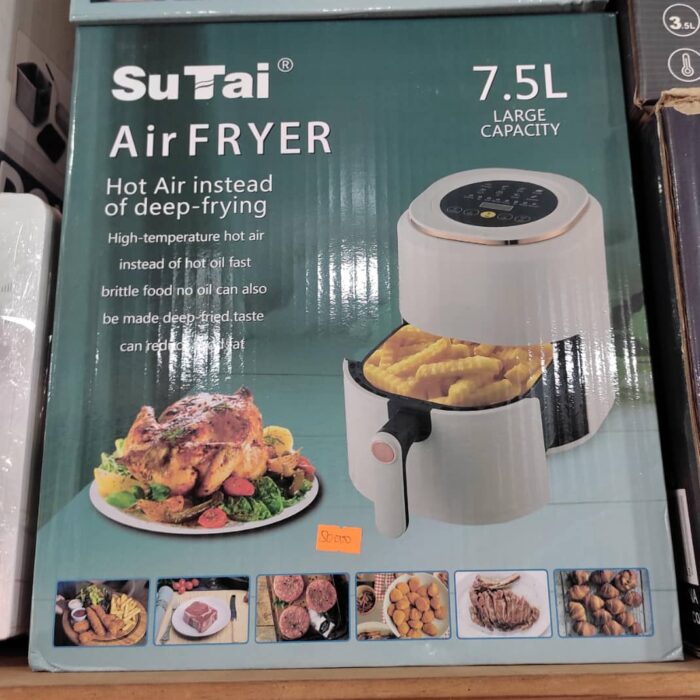 SuTai®
Air FRYER
Hot Air instead
of deep-frying
High-temperature hot air
instead of hot oil fast
brittle food no oil can also
be made deep-fried.taste
can
7.5L
LARGE
CAPACITY
3.5L